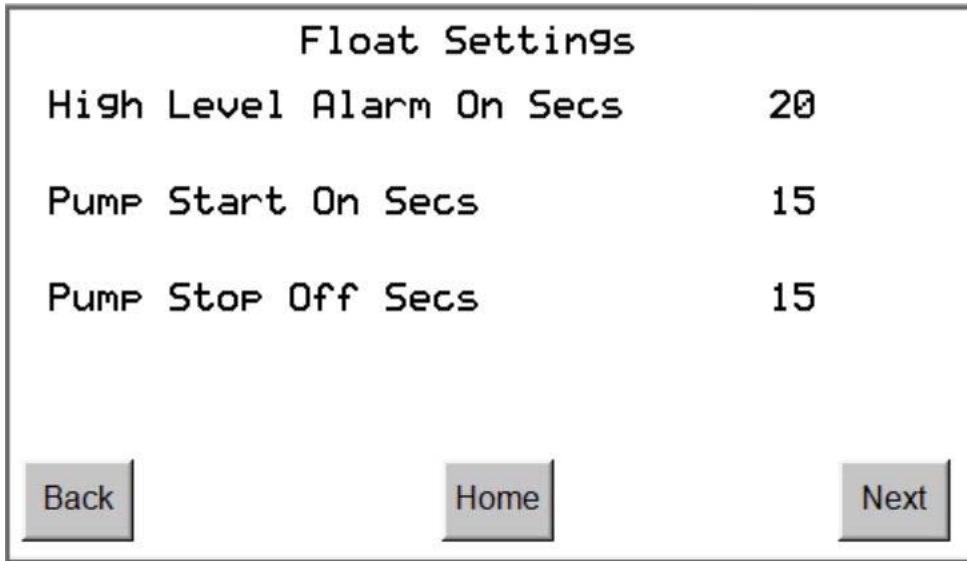 Float Settings
High Level Alarm On Secs 20
Pump Start On Secs 15
Pump Stop Off Secs 15
Back Home Next